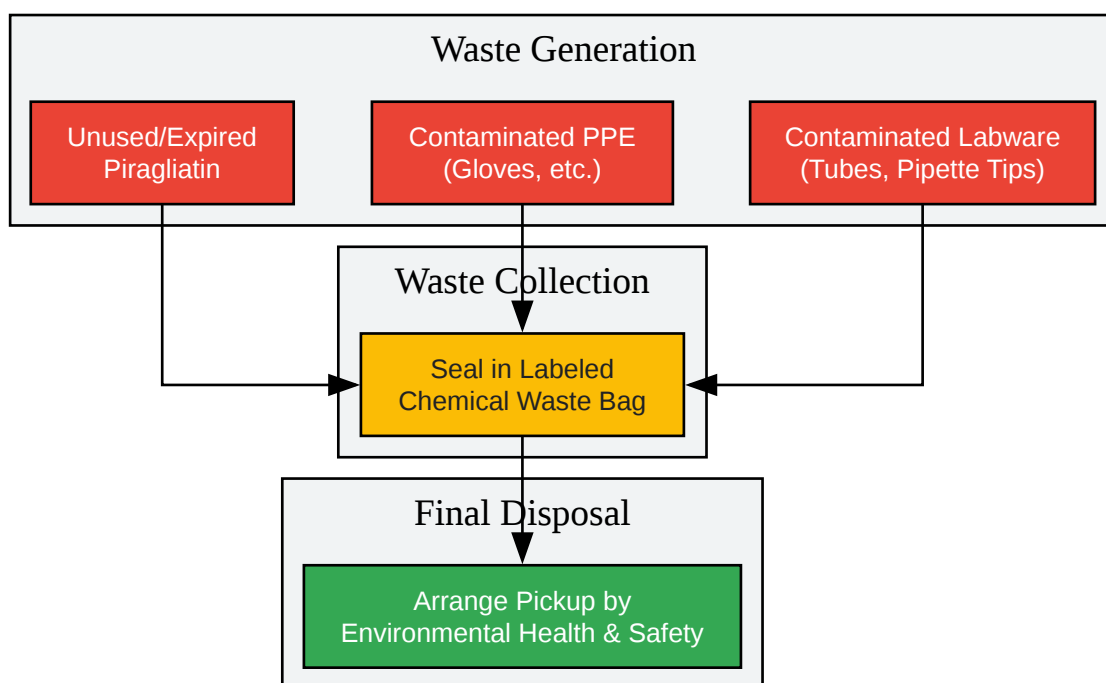 Waste Generation
Unused/Expired
Piragliatin
Contaminated PPE
(Gloves, etc.)
Contaminated Labware
(Tubes, Pipette Tips)
Waste Collection
Seal in Labeled
Chemical Waste Bag
Final Disposal
Arrange Pickup by
Environmental Health & Safety